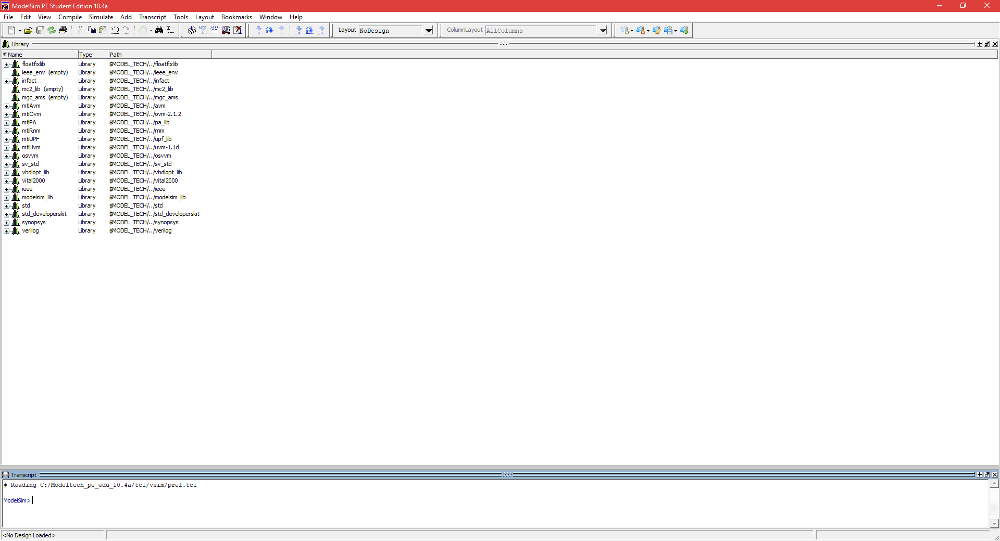 ModelSim PE Student Edition 10.4a
File Edit View Compile Simulate Add Transcript Tools Layout Bookmarks Window Help
Layout NoDesign ColumnLayout AllColumns
Library
Name Type Path
floatfixlib Library $MODEL_TECH/../floatfixlib
ieee_env (empty) Library $MODEL_TECH/../ieee_env
infact Library $MODEL_TECH/../infact
mc2_lib (empty) Library $MODEL_TECH/../mc2_lib
mgc_ams (empty) Library $MODEL_TECH/../mgc_ams
mtiAvm Library $MODEL_TECH/../avm
mtiOvm Library $MODEL_TECH/../ovm-2.1.2
mtiPA Library $MODEL_TECH/../pa_lib
mtiRnm Library $MODEL_TECH/../rnm
mtiUPF Library $MODEL_TECH/../upf_lib
mtiUvm Library $MODEL_TECH/../uvm-1.1d
osvvm Library $MODEL_TECH/../osvvm
sv_std Library $MODEL_TECH/../sv_std
vhdlopt_lib Library $MODEL_TECH/../vhdlopt_lib
vital2000 Library $MODEL_TECH/../vital2000
ieee Library $MODEL_TECH/../ieee
modelsim_lib Library $MODEL_TECH/../modelsim_lib
std Library $MODEL_TECH/../std
std_developerskit Library $MODEL_TECH/../std_developerskit
synopsys Library $MODEL_TECH/../synopsys
verilog Library $MODEL_TECH/../verilog
Transcript
# Reading C:/Modeltech_pe_edu_10.4a/tcl/vsim/pref.tcl
ModelSim>
<No Design Loaded>